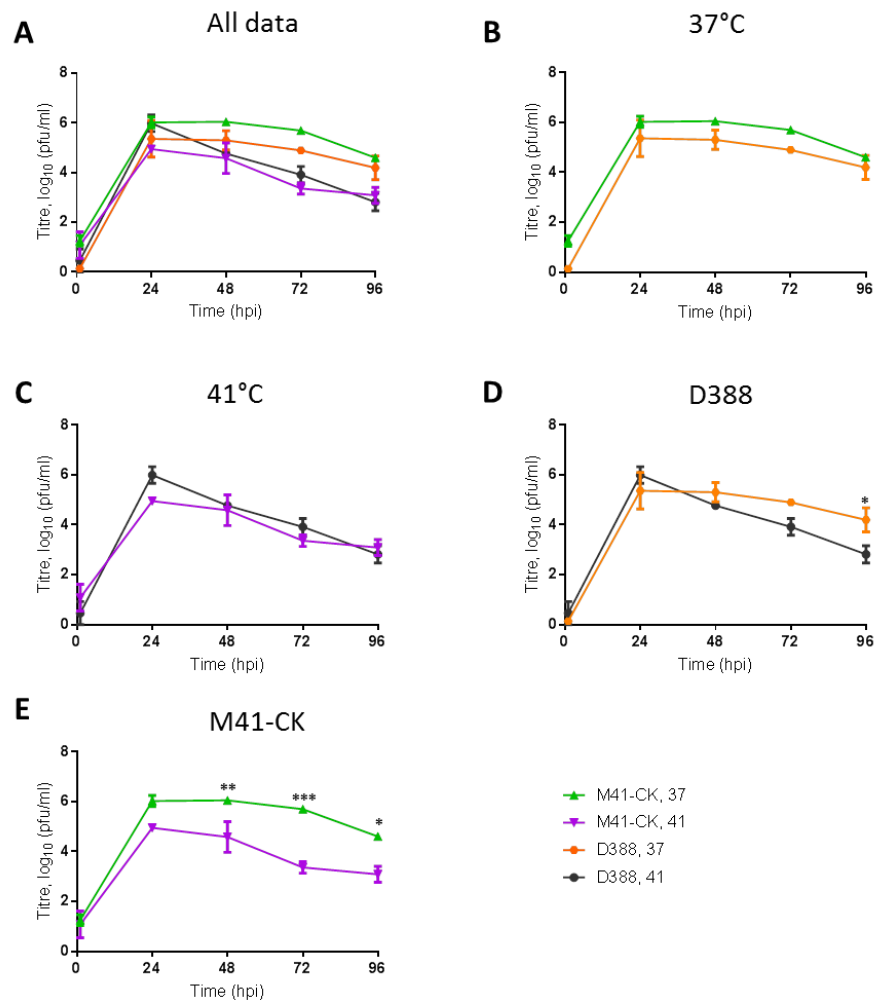 A
All data
8
6
4
2
0
Titre, log10 (pfu/ml)
0 24 48 72 96
Time (hpi)
B
37°C
8
6
4
2
0
Titre, log10 (pfu/ml)
0 24 48 72 96
Time (hpi)
C
41°C
8
6
4
2
0
Titre, log10 (pfu/ml)
0 24 48 72 96
Time (hpi)
D
D388
8
6
4
2
0
Titre, log10 (pfu/ml)
*
0 24 48 72 96
Time (hpi)
E
M41-CK
8
6
4
2
0
Titre, log10 (pfu/ml)
** *** *
0 24 48 72 96
Time (hpi)
M41-CK, 37
M41-CK, 41
D388, 37
D388, 41